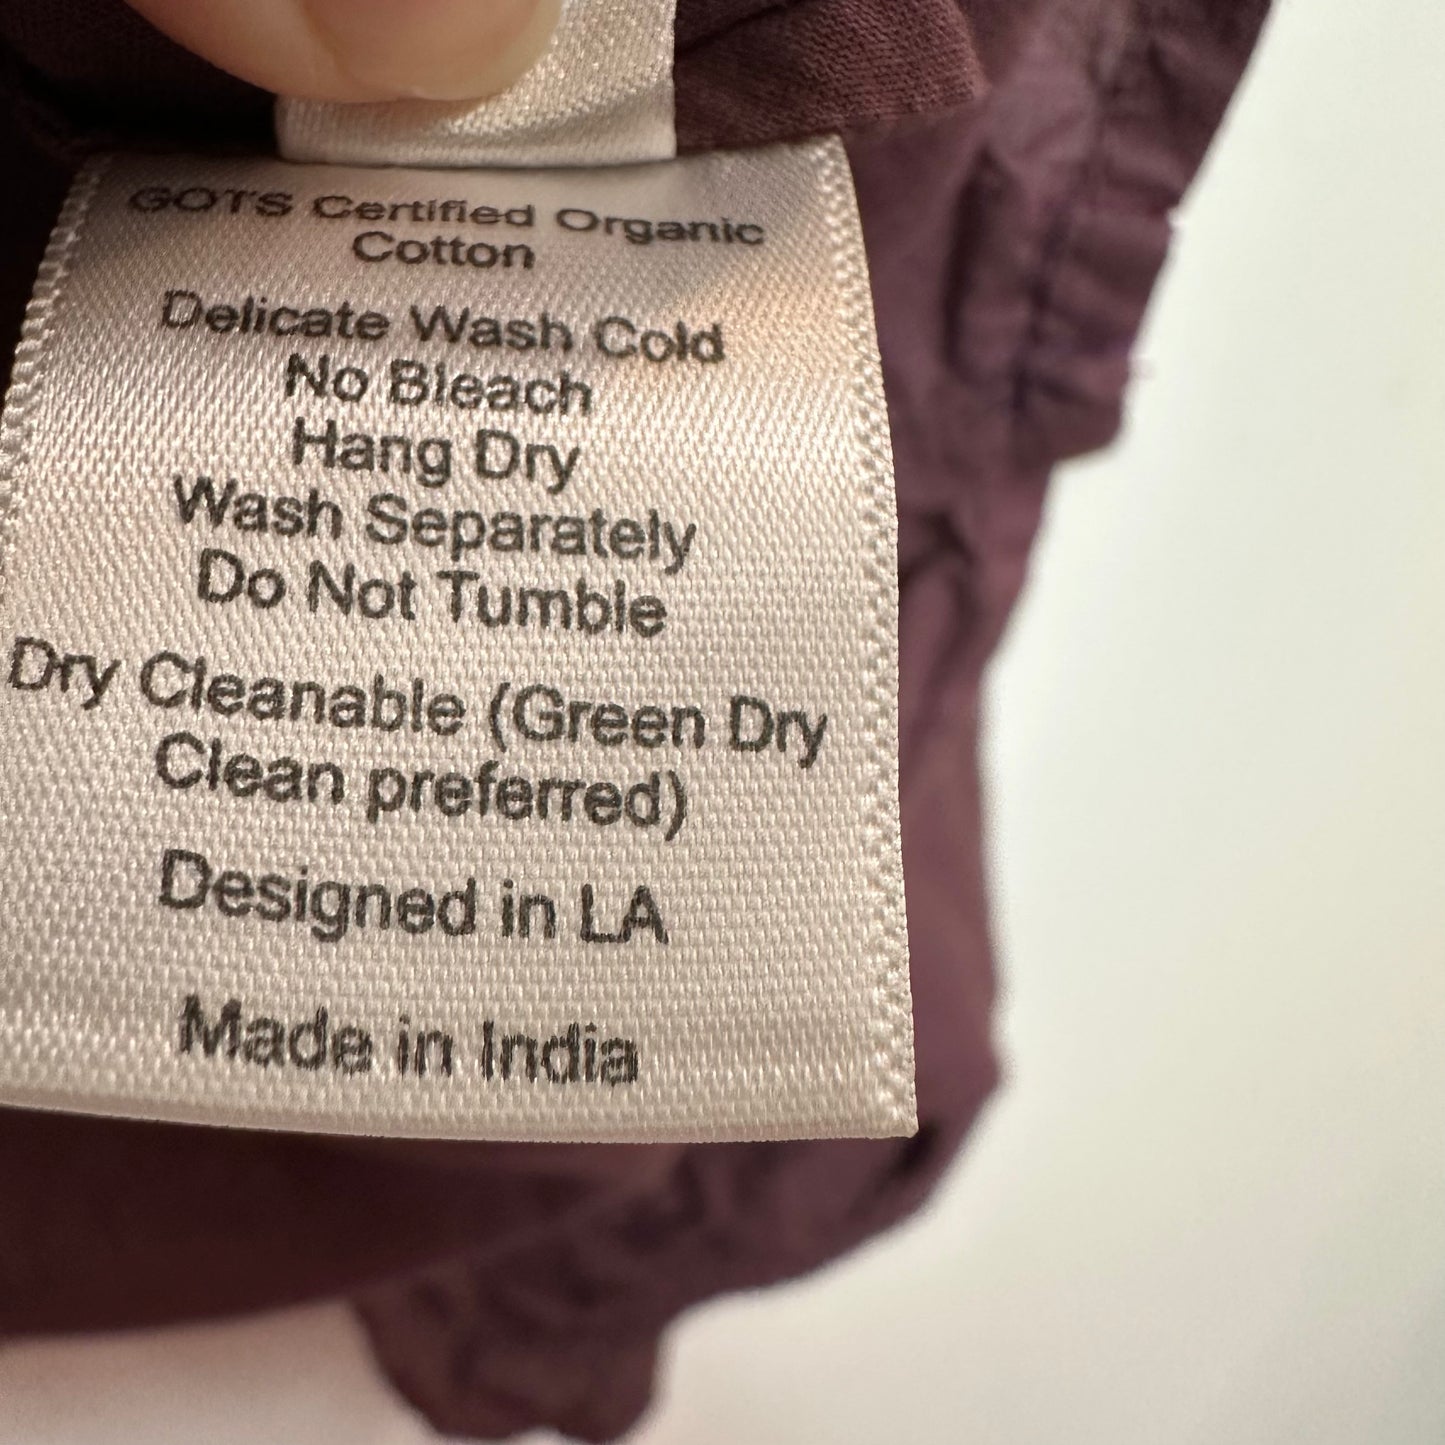 GOTS Certified Organic
Cotton
Delicate Wash Cold
No Bleach
Hang Dry
Wash Separately
Do Not Tumble
Dry Cleanable (Green Dry
Clean preferred)
Designed in LA
Made in India